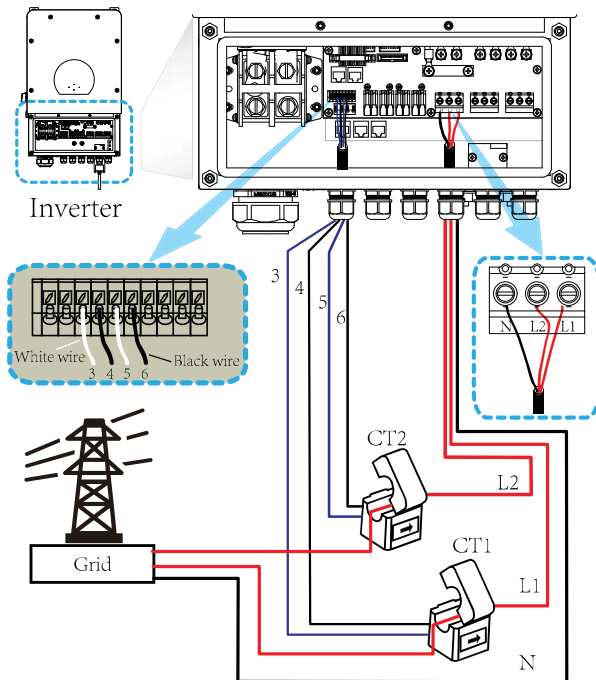 Inverter
3
4
5
6
White wire
Black wire
3 4 5 6
N L2 L1
CT2
L2
Grid
CT1
L1
N